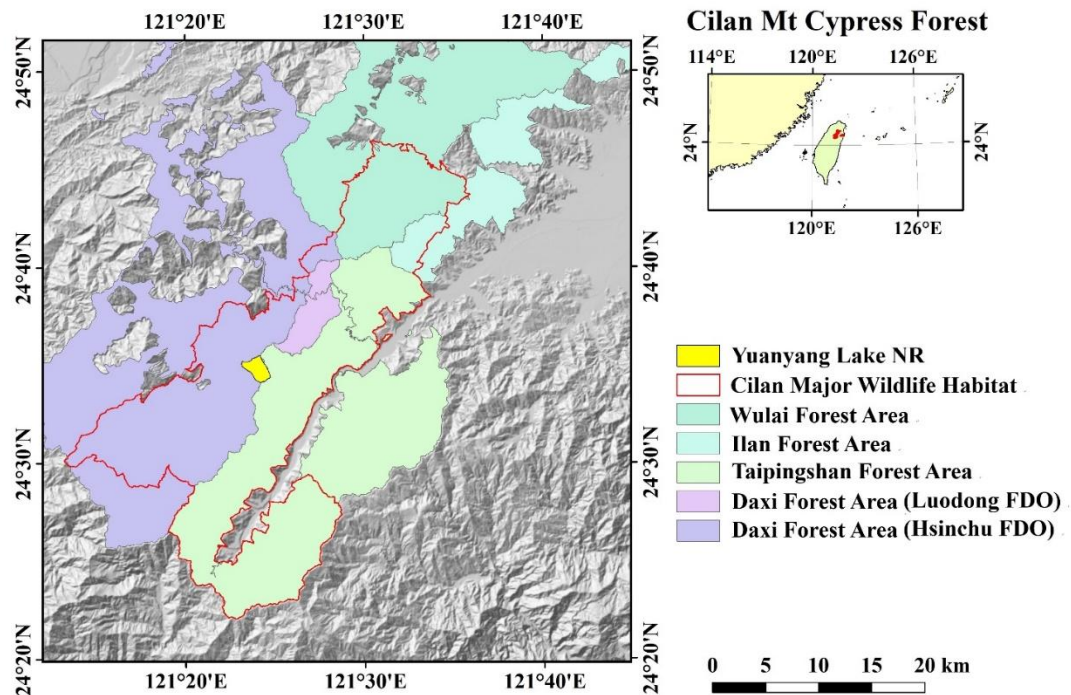 121°20'E
121°30'E
121°40'E
24°50'N
24°50'N
24°40'N
24°40'N
24°30'N
24°30'N
24°20'N
24°20'N
121°20'E
121°30'E
121°40'E
Cilan Mt Cypress Forest
114°E
120°E
126°E
24°N
24°N
120°E
126°E
Yuanyang Lake NR
Cilan Major Wildlife Habitat
Wulai Forest Area
Ilan Forest Area
Taipingshan Forest Area
Daxi Forest Area (Luodong FDO)
Daxi Forest Area (Hsinchu FDO)
0 5 10 15 20 km